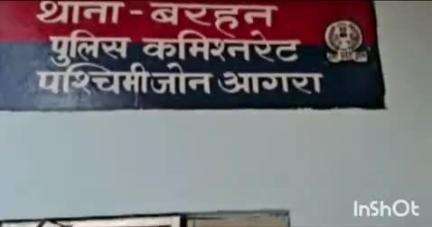 थाना - बरहन
पुलिस कमिश्नरेट
पश्चिमीजोन आगरा
InShOt